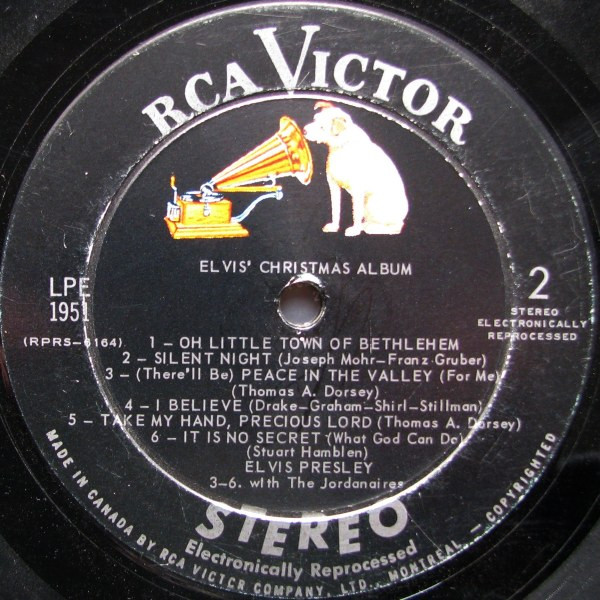 RCA VICTOR
ELVIS' CHRISTMAS ALBUM
LPE
1951
(RPRS-6164)
2
STEREO
ELECTRONICALLY
REPROCESSED
1 - OH LITTLE TOWN OF BETHLEHEM
2 - SILENT NIGHT (Joseph Mohr-Franz Gruber)
3 - (There'll Be) PEACE IN THE VALLEY (For Me)
(Thomas A. Dorsey)
4 - I BELIEVE (Drake-Graham-Shirl-Stillman)
5 - TAKE MY HAND, PRECIOUS LORD (Thomas A. Dorsey)
6 - IT IS NO SECRET (What God Can Do)
(Stuart Hamblen)
ELVIS PRESLEY
3-6. with The Jordanaires
STEREO
Electronically Reprocessed
MADE IN CANADA BY RCA VICTOR COMPANY, LTD., MONTREAL - COPYRIGHTED